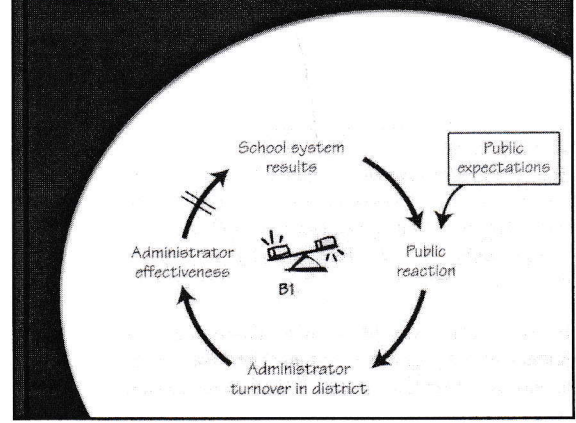 School system
results
Public
expectations
Administrator
effectiveness
B1
Public
reaction
Administrator
turnover in district